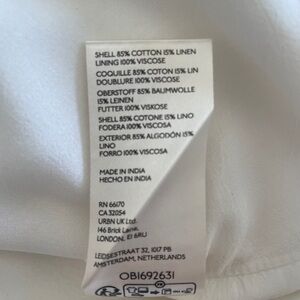 SHELL 85% COTTON 15% LINEN
LINING 100% VISCOSE
COQUILLE 85% COTON 15% LIN
DOUBLURE 100% VISCOSE
OBERSTOFF 85% BAUMWOLLE
15% LEINEN
FUTTER 100% VISKOSE
SHELL 85% COTONE 15% LINO
FODERA 100% VISCOSA
EXTERIOR 85% ALGODÓN 15%
LINO
FORRO 100% VISCOSA
MADE IN INDIA
HECHO EN INDIA
RN 66170
CA 32054
URBN UK Ltd.
146 Brick Lane,
LONDON, E1 6RU
LEDSESTRAAT 32, 1017 PB
AMSTERDAM, NETHERLANDS
OB1692631